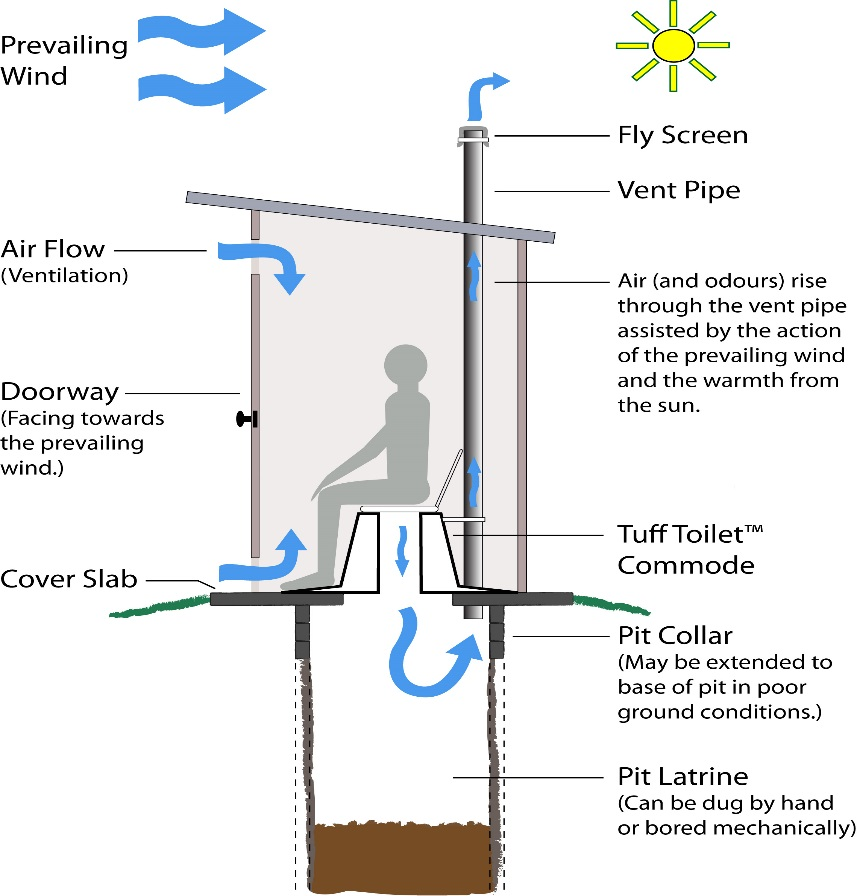 Prevailing
Wind
Fly Screen
Vent Pipe
Air Flow
(Ventilation)
Air (and odours) rise
through the vent pipe
assisted by the action
of the prevailing wind
and the warmth from
the sun.
Doorway
(Facing towards
the prevailing
wind.)
Tuff Toilet™
Commode
Cover Slab
Pit Collar
(May be extended to
base of pit in poor
ground conditions.)
Pit Latrine
(Can be dug by hand
or bored mechanically)